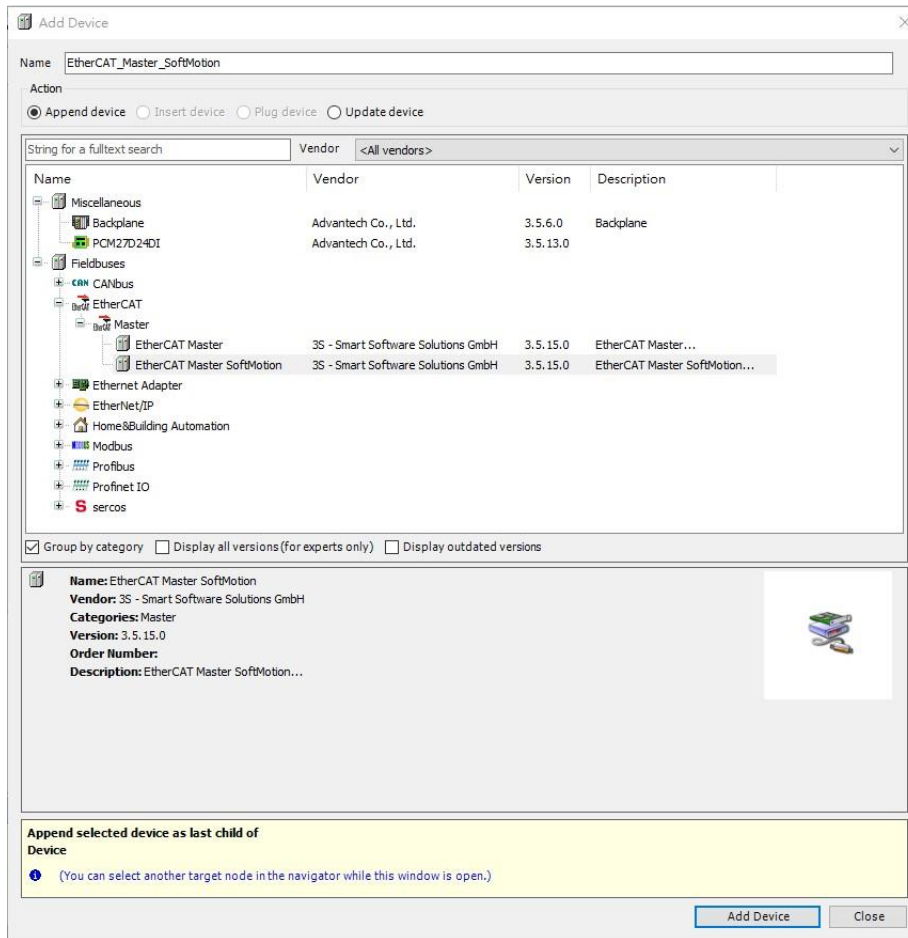 Add Device
Name EtherCAT_Master_SoftMotion
Action
Append device Insert device Plug device Update device
String for a fulltext search Vendor <All vendors>
Name Vendor Version Description
Miscellaneous
Backplane Advantech Co., Ltd. 3.5.6.0 Backplane
PCM27D24DI Advantech Co., Ltd. 3.5.13.0
Fieldbuses
CAN CANbus
EtherCAT
Master
EtherCAT Master 3S - Smart Software Solutions GmbH 3.5.15.0 EtherCAT Master...
EtherCAT Master SoftMotion 3S - Smart Software Solutions GmbH 3.5.15.0 EtherCAT Master SoftMotion...
Ethernet Adapter
EtherNet/IP
Home&Building Automation
Modbus
Profibus
Profinet IO
S sercos
Group by category Display all versions (for experts only) Display outdated versions
Name: EtherCAT Master SoftMotion
Vendor: 3S - Smart Software Solutions GmbH
Categories: Master
Version: 3.5.15.0
Order Number:
Description: EtherCAT Master SoftMotion...
Append selected device as last child of
Device
(You can select another target node in the navigator while this window is open.)
Add Device Close